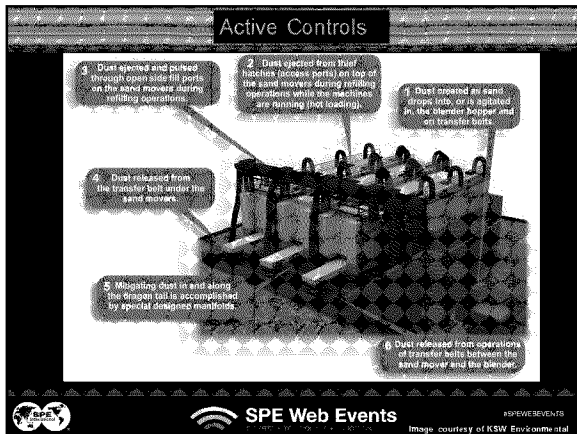 Active Controls
3 Dust ejected and pulsed
through open side fill ports
on the sand movers during
refilling operations.
2 Dust ejected from thief
hatches (access ports) on top of
the sand movers during refilling
operations while the machines
are running (hot loading).
1 Dust created as sand
drops into, or is agitated
in, the blender hopper and
on transfer belts.
4 Dust released from
the transfer belt under the
sand movers.
5 Mitigating dust in and along
the dragon tail is accomplished
by special designed manifolds.
6 Dust released from operations
of transfer belts between the
sand mover and the blender.
SPE
SPE Web Events
#SPEWEBEVENTS
Image courtesy of KSW Environmental